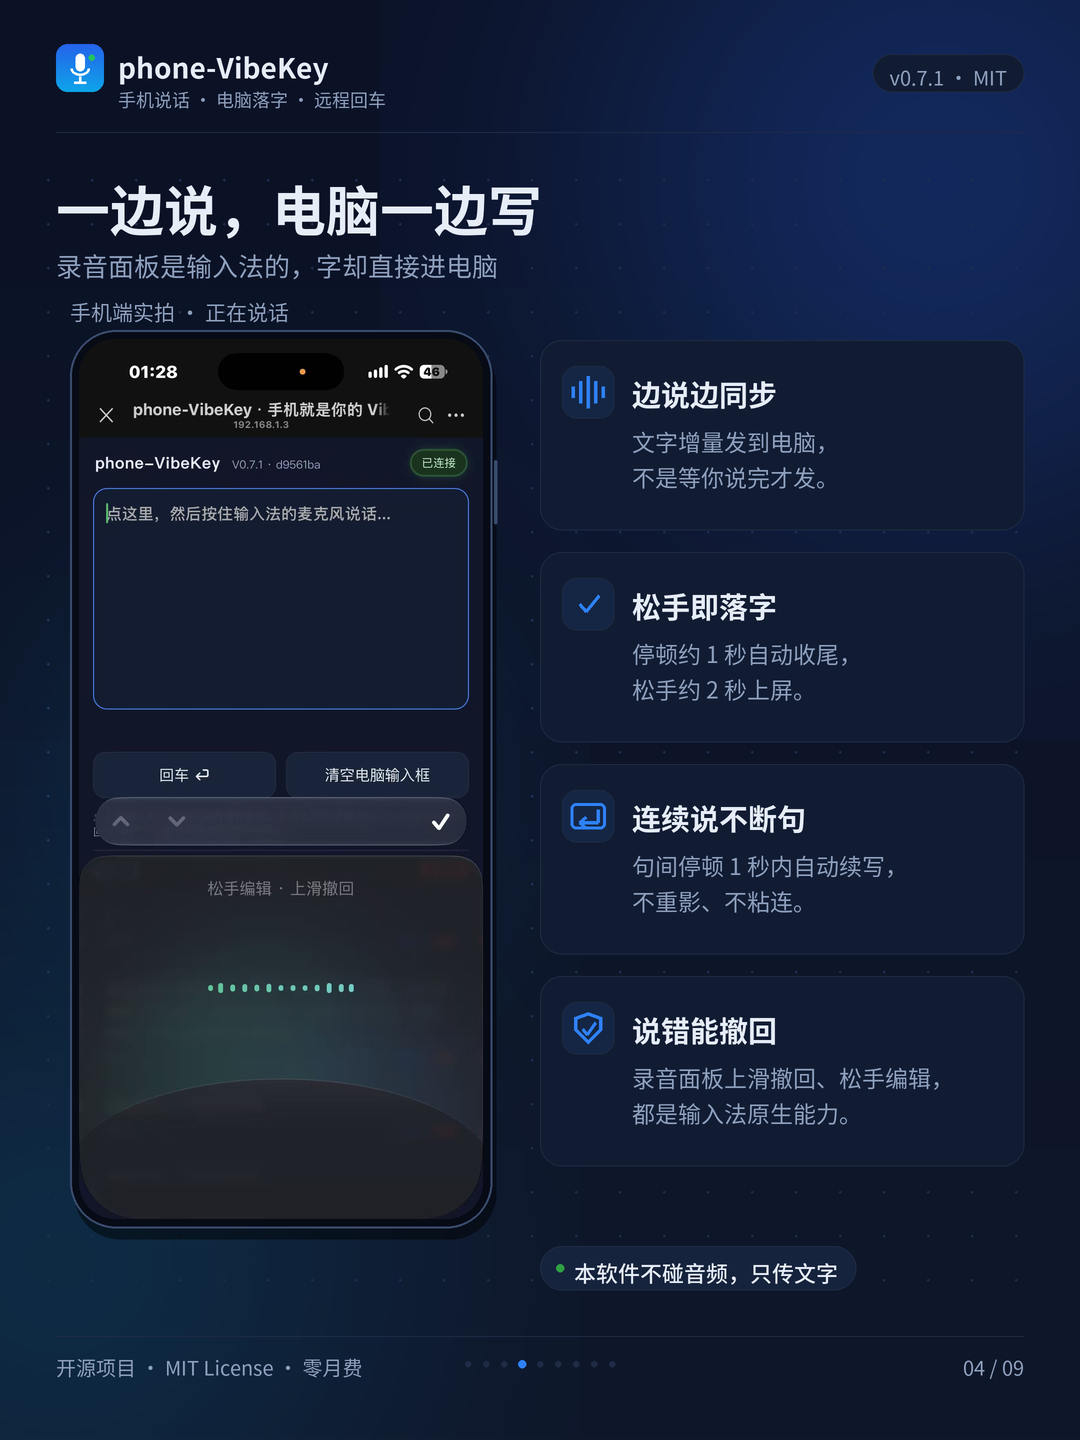 phone-VibeKey
手机说话 • 电脑落字 • 远程回车
v0.7.1 • MIT
一边说，电脑一边写
录音面板是输入法的，字却直接进电脑
手机端实拍 • 正在说话
01:28
46
phone-VibeKey · 手机就是你的 Vib
192.168.1.3
phone-VibeKey V0.7.1 · d9561ba
已连接
点这里，然后按住输入法的麦克风说话...
回车
清空电脑输入框
松手编辑 · 上滑撤回
边说边同步
文字增量发到电脑，
不是等你说完才发。
松手即落字
停顿约 1 秒自动收尾，
松手约 2 秒上屏。
连续说不断句
句间停顿 1 秒内自动续写，
不重影、不粘连。
说错能撤回
录音面板上滑撤回、松手编辑，
都是输入法原生能力。
本软件不碰音频，只传文字
开源项目 • MIT License • 零月费
04 / 09